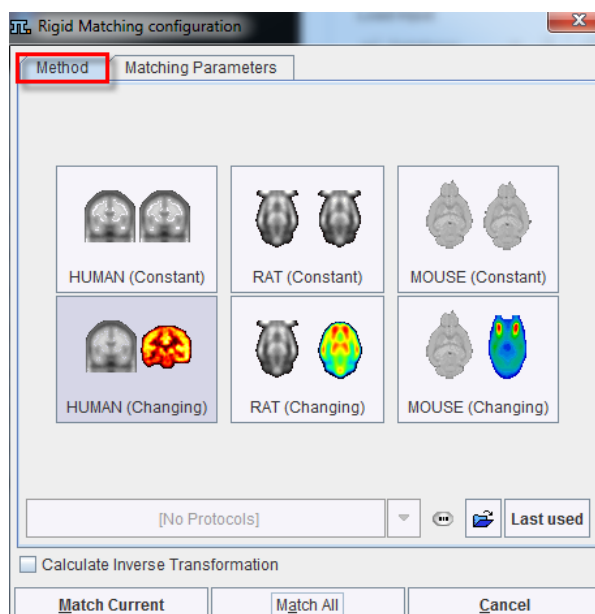 Rigid Matching configuration
Method Matching Parameters
HUMAN (Constant) RAT (Constant) MOUSE (Constant)
HUMAN (Changing) RAT (Changing) MOUSE (Changing)
[No Protocols] Last used
Calculate Inverse Transformation
Match Current Match All Cancel